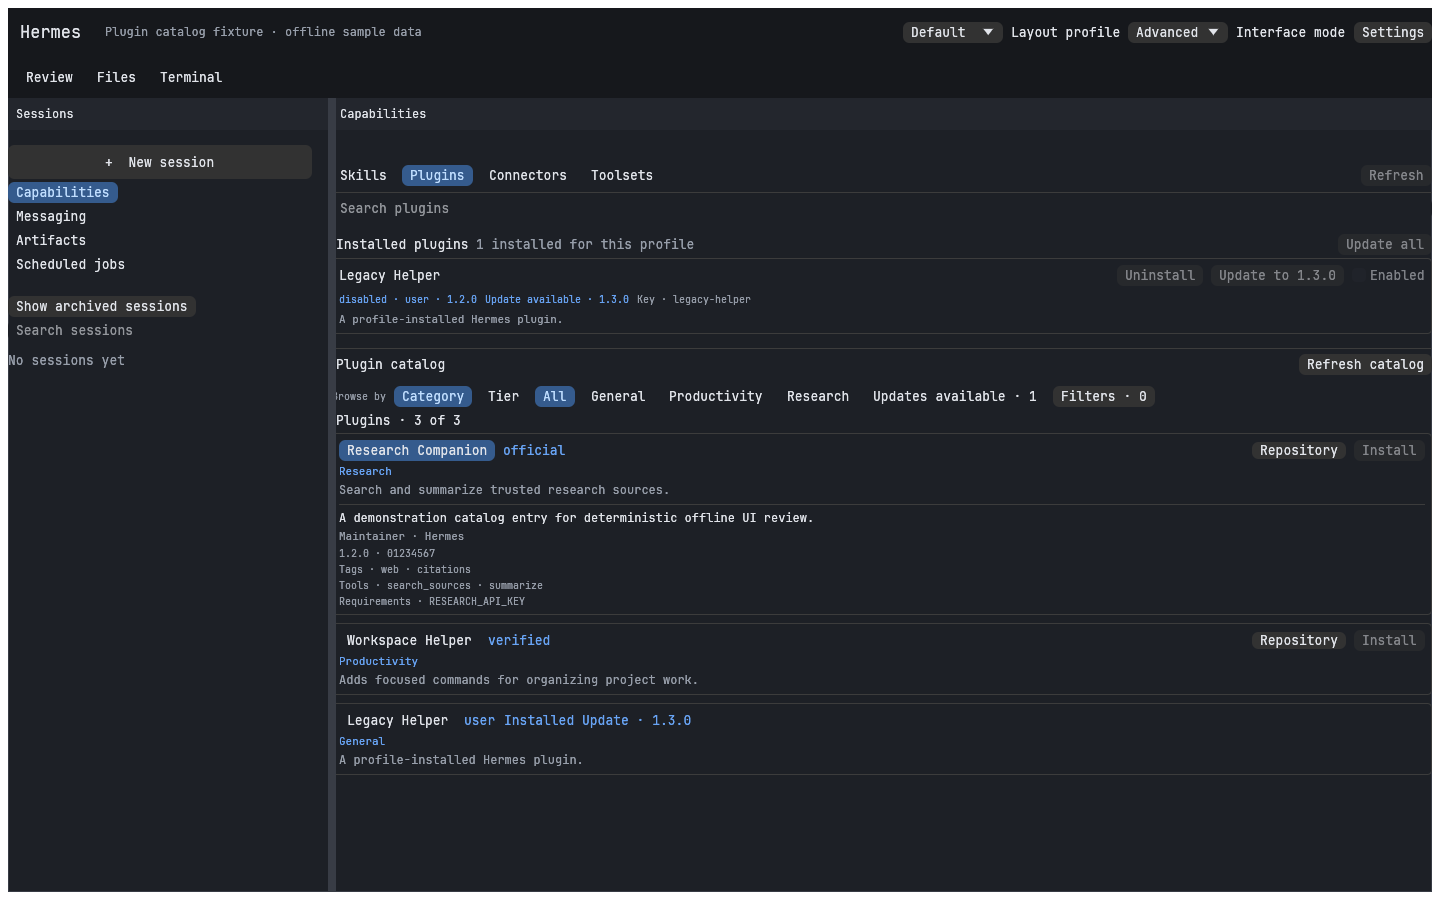 Hermes Plugin catalog fixture · offline sample data Default Layout profile Advanced Interface mode Settings
Review Files Terminal
Sessions
+ New session
Capabilities
Messaging
Artifacts
Scheduled jobs
Show archived sessions
Search sessions
No sessions yet
Capabilities
Skills Plugins Connectors Toolsets Refresh
Search plugins
Installed plugins 1 installed for this profile Update all
Legacy Helper Uninstall Update to 1.3.0 Enabled
disabled · user · 1.2.0 Update available · 1.3.0 Key · legacy-helper
A profile-installed Hermes plugin.
Plugin catalog Refresh catalog
Browse by Category Tier All General Productivity Research Updates available · 1 Filters · 0
Plugins · 3 of 3
Research Companion official Repository Install
Research
Search and summarize trusted research sources.
A demonstration catalog entry for deterministic offline UI review.
Maintainer · Hermes
1.2.0 · 01234567
Tags · web · citations
Tools · search_sources · summarize
Requirements · RESEARCH_API_KEY
Workspace Helper verified Repository Install
Productivity
Adds focused commands for organizing project work.
Legacy Helper user Installed Update · 1.3.0
General
A profile-installed Hermes plugin.